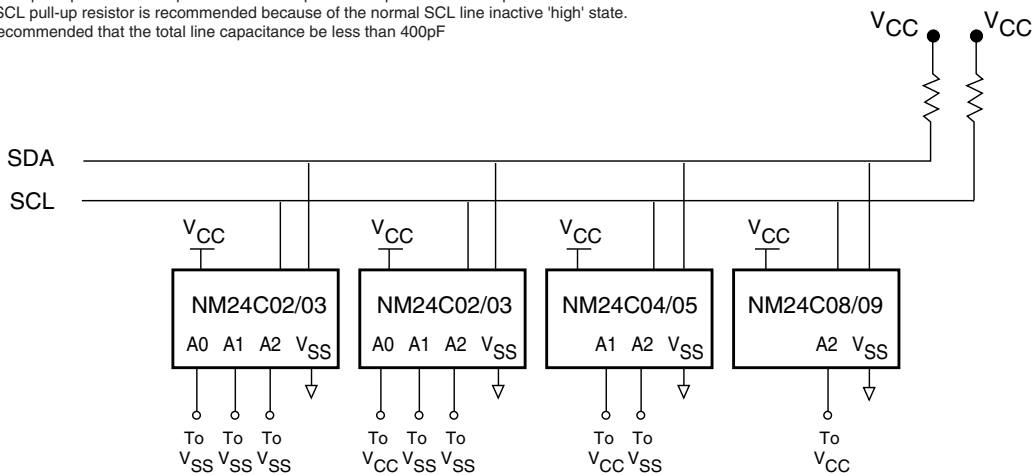 SCL pull-up resistor is recommended because of the normal SCL line inactive 'high' state.
recommended that the total line capacitance be less than 400pF
VCC VCC
SDA
SCL
VCC VCC VCC VCC
NM24C02/03 NM24C02/03 NM24C04/05 NM24C08/09
A0 A1 A2 VSS A0 A1 A2 VSS A1 A2 VSS A2 VSS
To To To To To To To To To
VSS VSS VSS VCC VSS VSS VCC VSS VCC